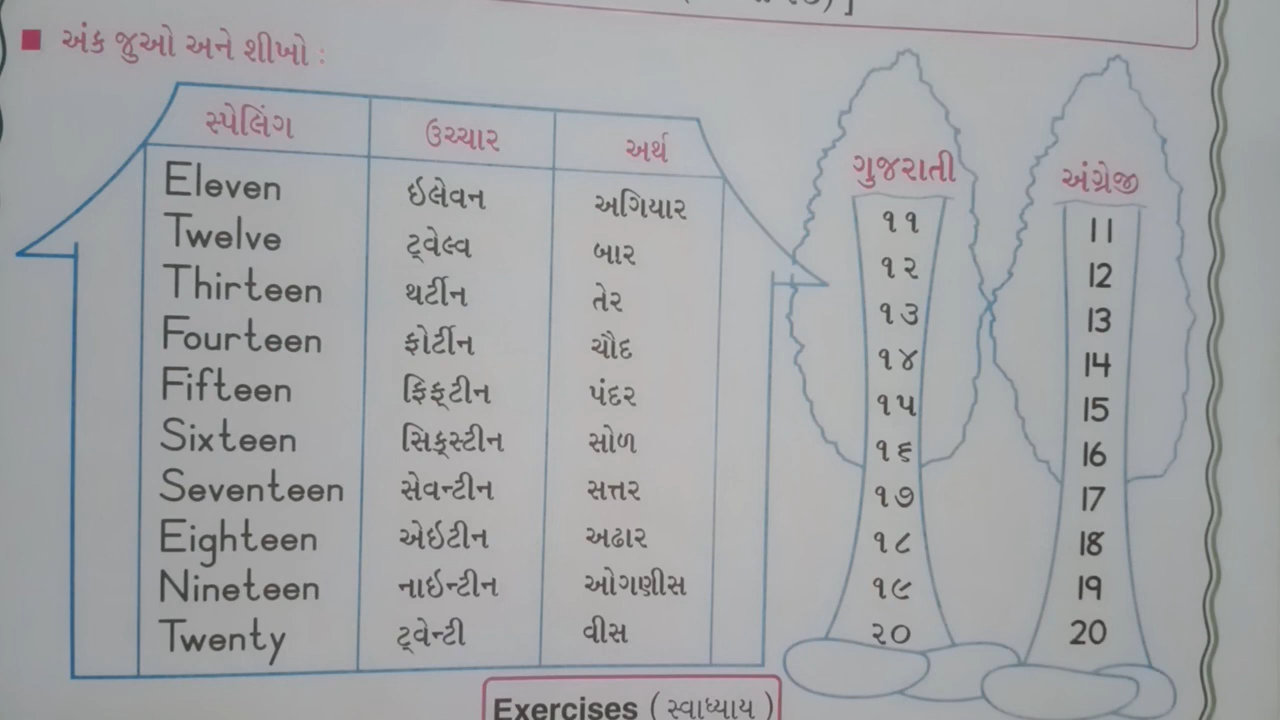 ■ અંક જુઓ અને શીખો :
સ્પેલિંગ ઉચ્ચાર અર્થ ગુજરાતી અંગ્રેજી
Eleven ઇલેવન અગિયાર ૧૧ 11
Twelve ટ્વેલ્વ બાર ૧૨ 12
Thirteen થર્ટીન તેર ૧૩ 13
Fourteen ફોર્ટીન ચૌદ ૧૪ 14
Fifteen ફિફ્ટીન પંદર ૧૫ 15
Sixteen સિક્સ્ટીન સોળ ૧૬ 16
Seventeen સેવન્ટીન સત્તર ૧૭ 17
Eighteen એઇટીન અઢાર ૧૮ 18
Nineteen નાઇન્ટીન ઓગણીસ ૧૯ 19
Twenty ટ્વેન્ટી વીસ ૨૦ 20
Exercises ( સ્વાધ્યાય )